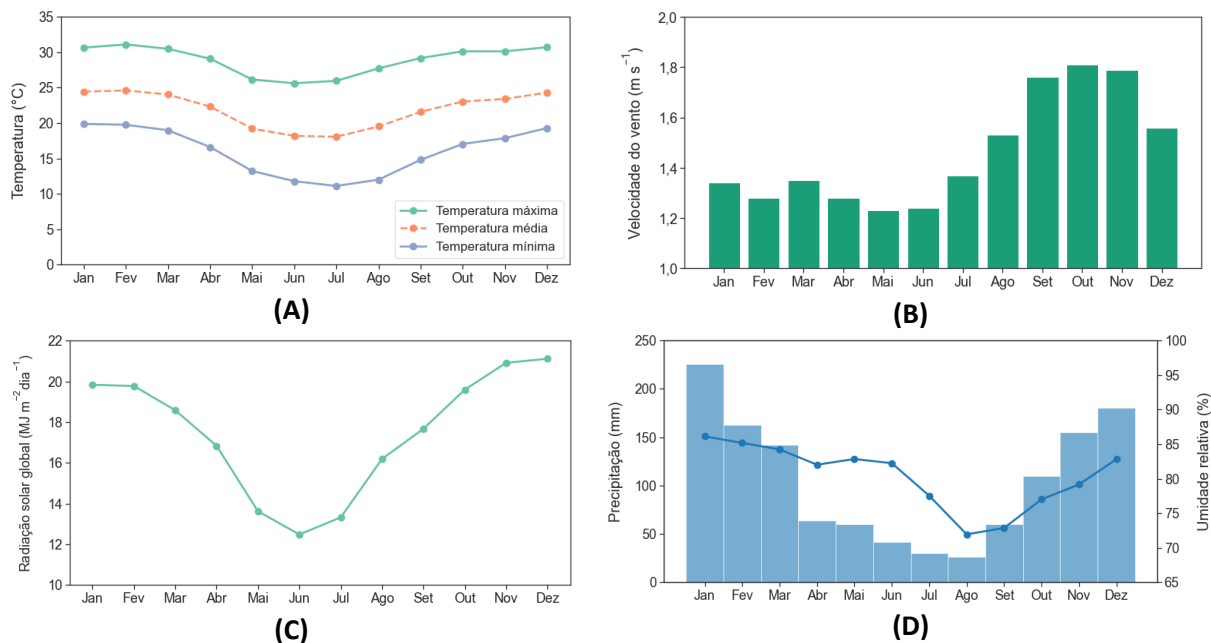 35
30
25
20
15
10
5
0
Temperatura (°C)
Temperatura máxima
Temperatura média
Temperatura mínima
Jan Fev Mar Abr Mai Jun Jul Ago Set Out Nov Dez
(A)
2,0
1,8
1,6
1,4
1,2
1,0
Velocidade do vento (m s⁻¹)
Jan Fev Mar Abr Mai Jun Jul Ago Set Out Nov Dez
(B)
22
20
18
16
14
12
10
Radiação solar global (MJ m⁻² dia⁻¹)
Jan Fev Mar Abr Mai Jun Jul Ago Set Out Nov Dez
(C)
250
200
150
100
50
0
Precipitação (mm)
100
95
90
85
80
75
70
65
Umidade relativa (%)
Jan Fev Mar Abr Mai Jun Jul Ago Set Out Nov Dez
(D)